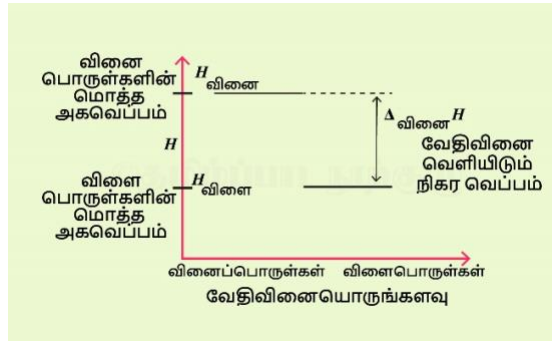 வினை
பொருள்களின்
மொத்த
அகவெப்பம்
H வினை
H
விளை
பொருள்களின்
மொத்த
அகவெப்பம்
H விளை
Δ வினை H
வேதிவினை
வெளியிடும்
நிகர வெப்பம்
வினைப்பொருள்கள் விளைபொருள்கள்
வேதிவினையொருங்களவு